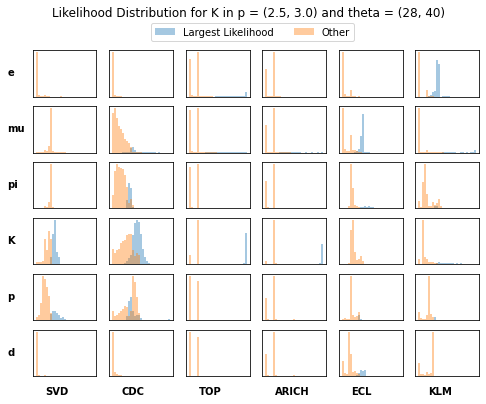 Likelihood Distribution for K in p = (2.5, 3.0) and theta = (28, 40)
Largest Likelihood Other
e
mu
pi
K
p
d
SVD CDC TOP ARICH ECL KLM